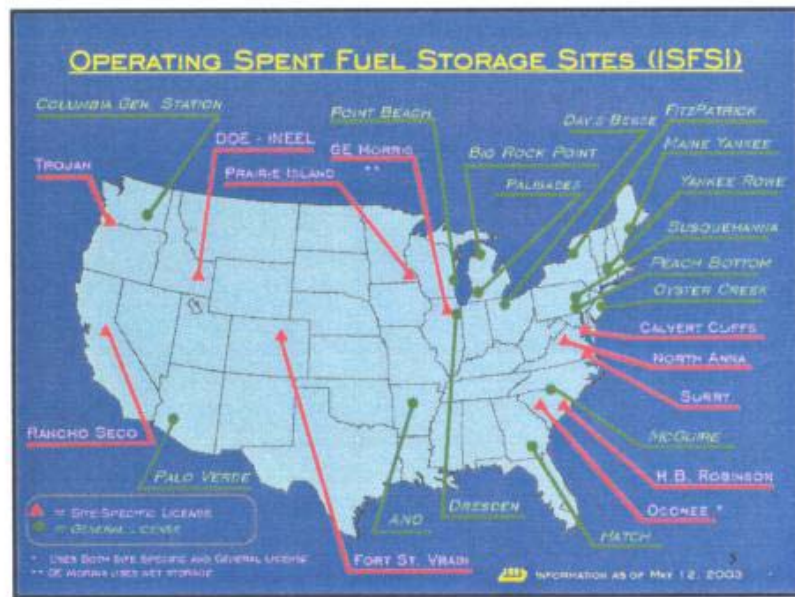 OPERATING SPENT FUEL STORAGE SITES (ISFSI)
COLUMBIA GEN. STATION
POINT BEACH
DAVIS-BESSE
FITZPATRICK
DOE - INEEL
GE MORRIS
**
BIG ROCK POINT
MAINE YANKEE
TROJAN
PRAIRIE ISLAND
PALISADES
YANKEE ROWE
SUSQUEHANNA
PEACH BOTTOM
OYSTER CREEK
CALVERT CLIFFS
NORTH ANNA
SURRY
RANCHO SECO
MCGUIRE
PALO VERDE
H.B. ROBINSON
DRESDEN
OCONEE *
ANO
HATCH
= SITE-SPECIFIC LICENSE
= GENERAL LICENSE
FORT ST. VRAIN
* USES BOTH SITE SPECIFIC AND GENERAL LICENSE
** GE MORRIS USES WET STORAGE
INFORMATION AS OF MAY 12, 2003